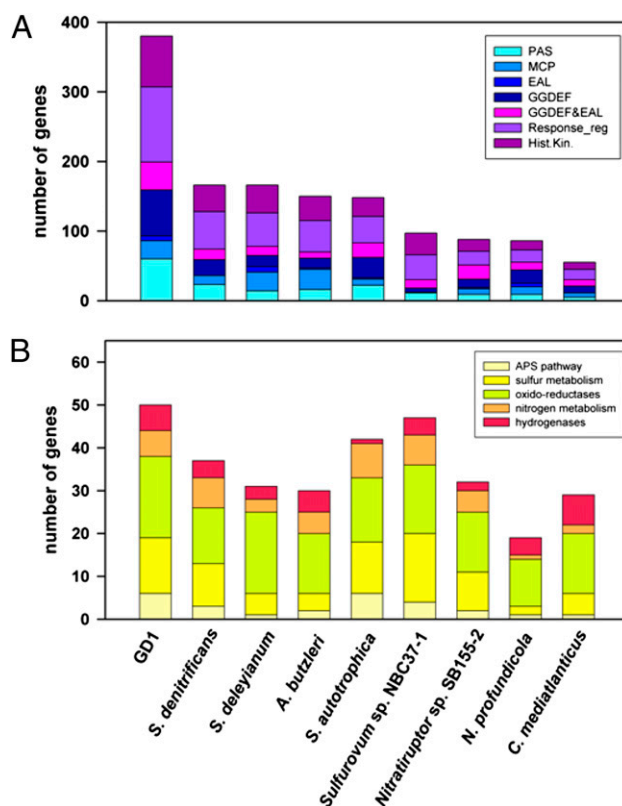 A
number of genes
400
300
200
100
0
PAS
MCP
EAL
GGDEF
GGDEF&EAL
Response_reg
Hist.Kin.
B
number of genes
60
50
40
30
20
10
0
APS pathway
sulfur metabolism
oxido-reductases
nitrogen metabolism
hydrogenases
GD1
S. denitrificans
S. deleyianum
A. butzleri
S. autotrophica
Sulfurovum sp. NBC37-1
Nitratiruptor sp. SB155-2
N. profundicola
C. mediatlanticus